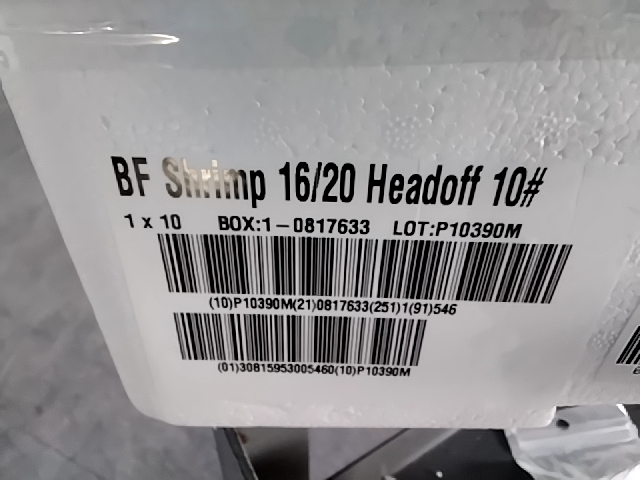 BF Shrimp 16/20 Headoff 10#
1 x 10 BOX:1-0817633 LOT:P10390M
(10)P10390M(21)0817633(251)1(91)546
(01)30815953005460(10)P10390M